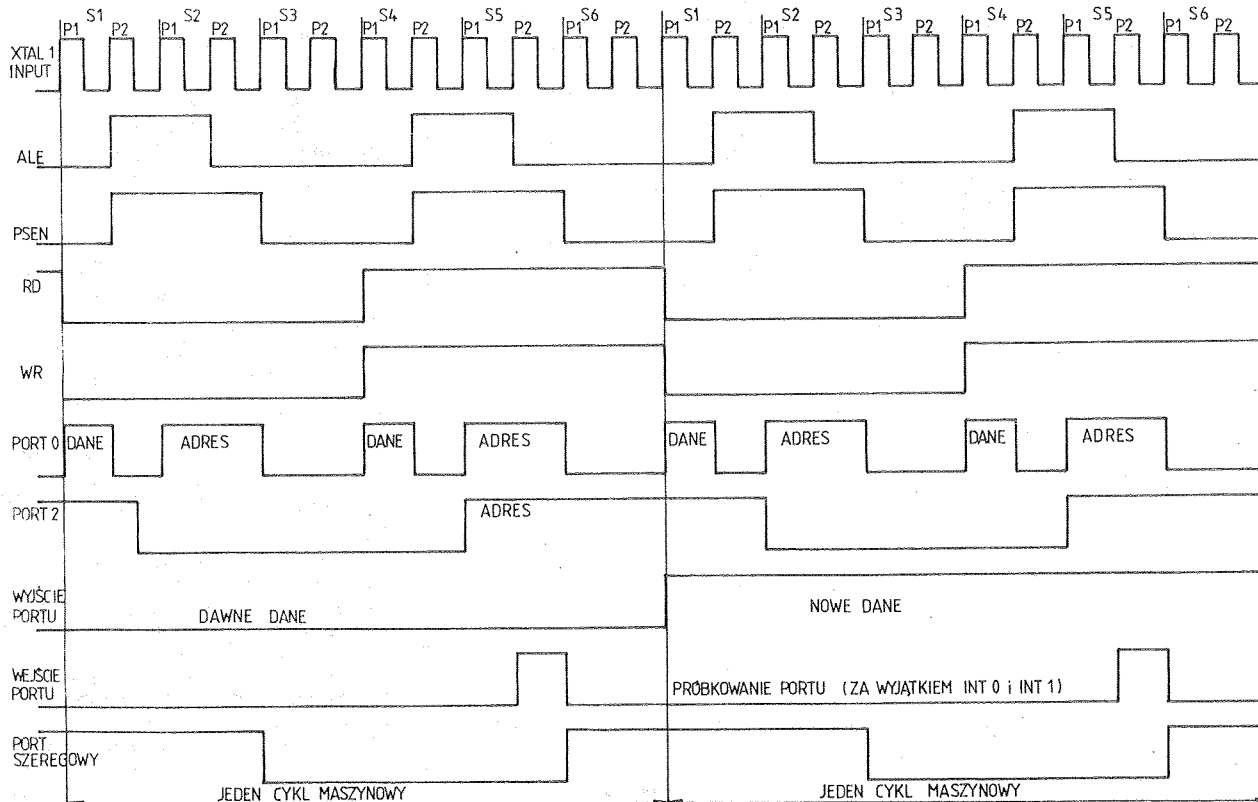 S1 S2 S3 S4 S5 S6 S1 S2 S3 S4 S5 S6
P1 P2 P1 P2 P1 P2 P1 P2 P1 P2 P1 P2 P1 P2 P1 P2 P1 P2 P1 P2 P1 P2 P1 P2
XTAL 1
INPUT
ALE
PSEN
RD
WR
PORT 0 DANE ADRES DANE ADRES DANE ADRES DANE ADRES
PORT 2 ADRES
WYJŚCIE
PORTU DAWNE DANE NOWE DANE
WEJŚCIE
PORTU PRÓBKOWANIE PORTU (ZA WYJĄTKIEM INT 0 i INT 1)
PORT
SZEREGOWY
JEDEN CYKL MASZYNOWY JEDEN CYKL MASZYNOWY